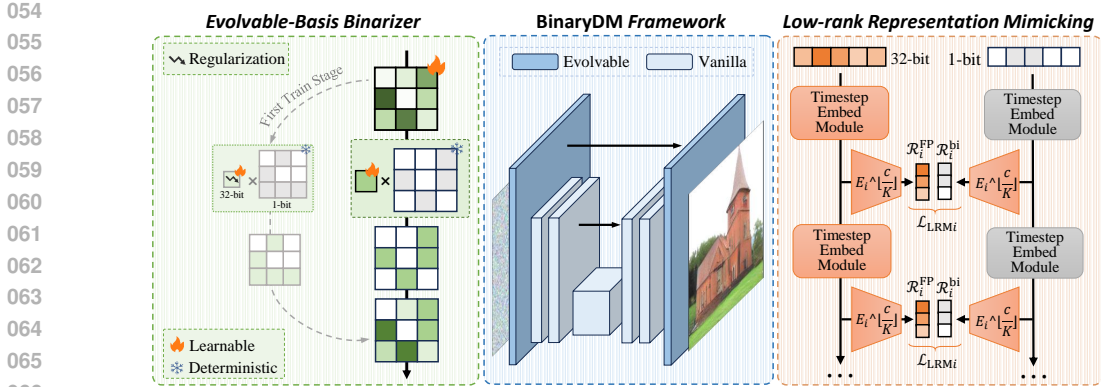 054
055
056
057
058
059
060
061
062
063
064
065
Evolvable-Basis Binarizer
Regularization
First Train Stage
32-bit
×
1-bit
×
Learnable
Deterministic
BinaryDM Framework
Evolvable
Vanilla
Low-rank Representation Mimicking
32-bit
1-bit
Timestep
Embed
Module
Timestep
Embed
Module
R_i^FP R_i^bi
E_i^⌊c/K⌉
E_i^⌊c/K⌉
L_LRMi
Timestep
Embed
Module
Timestep
Embed
Module
R_i^FP R_i^bi
E_i^⌊c/K⌉
E_i^⌊c/K⌉
L_LRMi
...
...